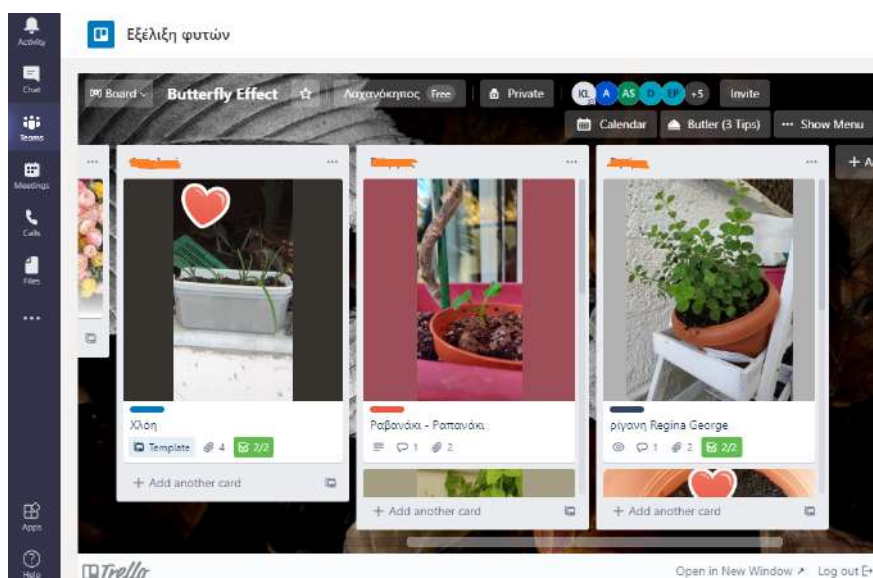 Activity
Chat
Teams
Meetings
Calls
Files
Apps
Help
Εξέλιξη φυτών
Board
Butterfly Effect
Λαχανόκηπος Free
Private
KL A AS D EP +5
Invite
Calendar
Butler (3 Tips)
... Show Menu
+ A
Χλόη
Template 4 2/2
+ Add another card
Ραβανάκι - Ραπανάκι
1 2
+ Add another card
ρίγανη Regina George
1 2 2/2
+ Add another card
Trello
Open in New Window
Log out